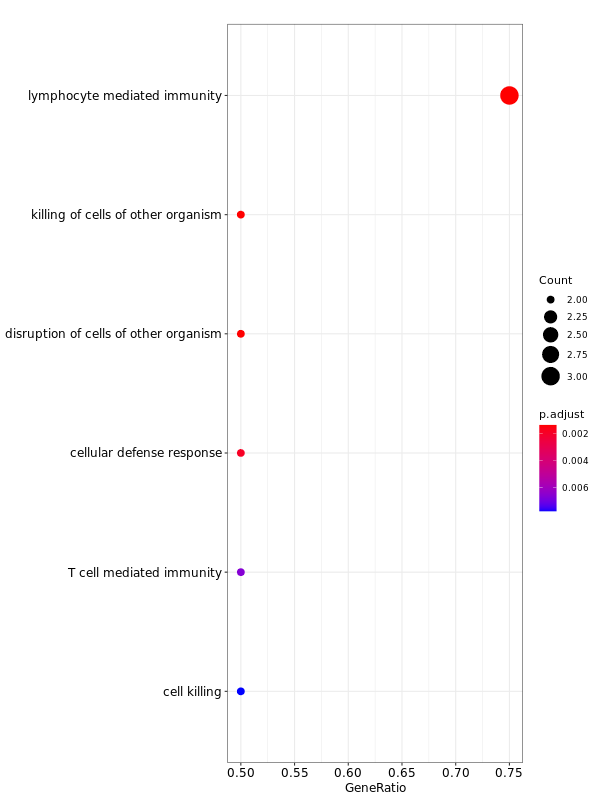 lymphocyte mediated immunity
killing of cells of other organism
disruption of cells of other organism
cellular defense response
T cell mediated immunity
cell killing
0.50 0.55 0.60 0.65 0.70 0.75
GeneRatio
Count
2.00
2.25
2.50
2.75
3.00
p.adjust
0.002
0.004
0.006